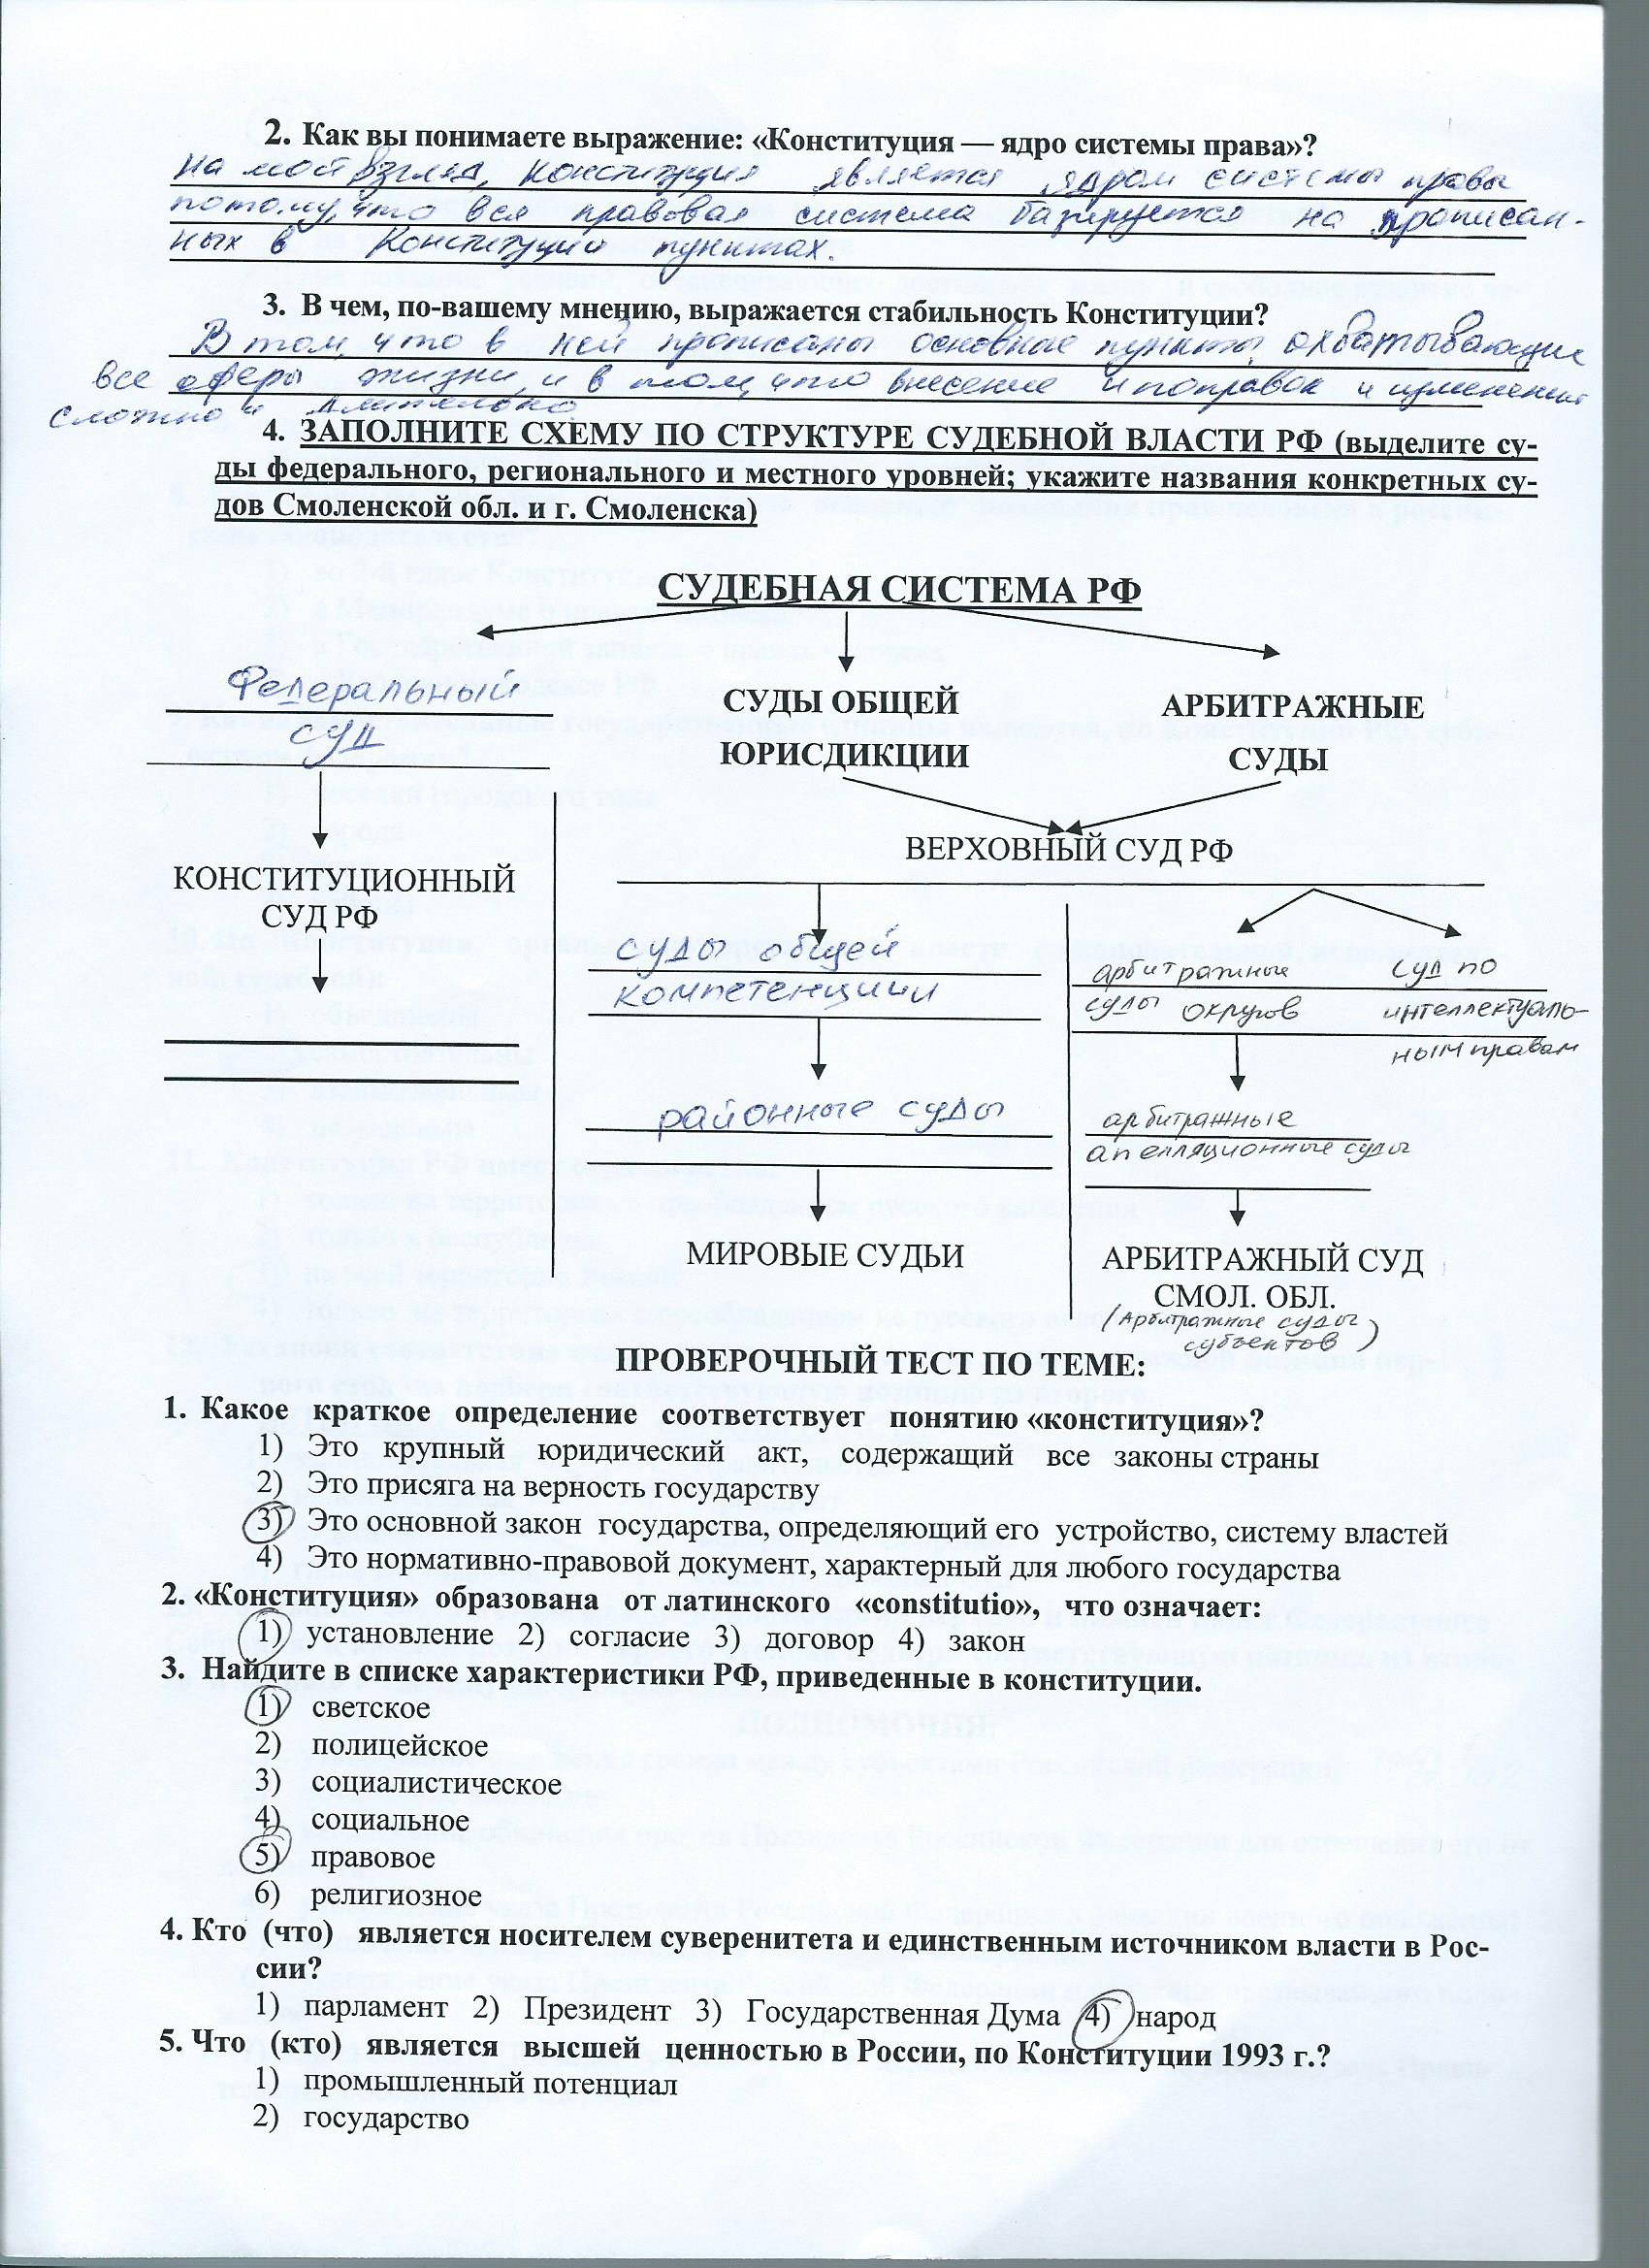 2. Как вы понимаете выражение: «Конституция — ядро системы права»?
На мой взгляд, Конституция является ядром системы права
потому, что вся правовая система базируется на прописан-
ных в Конституции пунктах.
3. В чем, по-вашему мнению, выражается стабильность Конституции?
В том, что в ней прописаны основные пункты, охватывающие
все сферы жизни, и в том, что внесение поправок и изменений
сложно и длительно
4. ЗАПОЛНИТЕ СХЕМУ ПО СТРУКТУРЕ СУДЕБНОЙ ВЛАСТИ РФ (выделите су-
ды федерального, регионального и местного уровней; укажите названия конкретных су-
дов Смоленской обл. и г. Смоленска)
СУДЕБНАЯ СИСТЕМА РФ
Федеральный
суд
СУДЫ ОБЩЕЙ
ЮРИСДИКЦИИ
АРБИТРАЖНЫЕ
СУДЫ
ВЕРХОВНЫЙ СУД РФ
КОНСТИТУЦИОННЫЙ
СУД РФ
суды общей
компетенциии
арбитражные
суды округов
суд по
интеллектуаль-
ным правам
районные суды
арбитражные
апелляционные суды
МИРОВЫЕ СУДЬИ
АРБИТРАЖНЫЙ СУД
СМОЛ. ОБЛ.
(Арбитражные суды
субъектов)
ПРОВЕРОЧНЫЙ ТЕСТ ПО ТЕМЕ:
1. Какое краткое определение соответствует понятию «конституция»?
1) Это крупный юридический акт, содержащий все законы страны
2) Это присяга на верность государству
3) Это основной закон государства, определяющий его устройство, систему властей
4) Это нормативно-правовой документ, характерный для любого государства
2. «Конституция» образована от латинского «constitutio», что означает:
1) установление 2) согласие 3) договор 4) закон
3. Найдите в списке характеристики РФ, приведенные в конституции.
1) светское
2) полицейское
3) социалистическое
4) социальное
5) правовое
6) религиозное
4. Кто (что) является носителем суверенитета и единственным источником власти в Рос-
сии?
1) парламент 2) Президент 3) Государственная Дума 4) народ
5. Что (кто) является высшей ценностью в России, по Конституции 1993 г.?
1) промышленный потенциал
2) государство